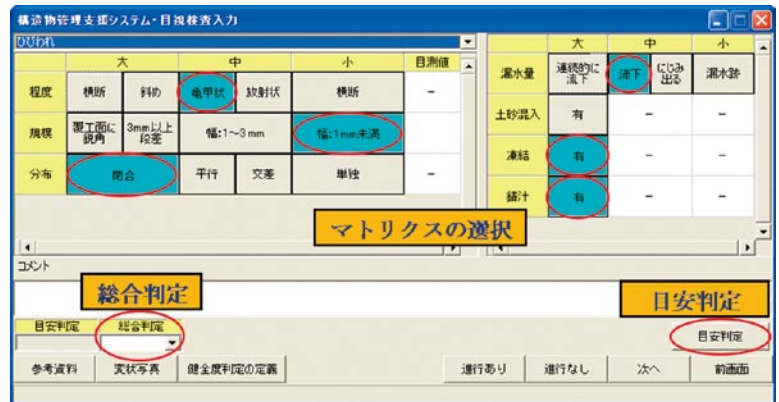 構造物管理支援システム・目視検査入力
ひびわれ
大 中 小 目測値
程度 横断 斜め 亀甲状 放射状 横断 −
規模 覆工面に鋭角 3mm以上段差 幅:1～3mm 幅:1mm未満
分布 閉合 平行 交差 単独 −
大 中 小
漏水量 連続的に流下 滴下 にじみ出る 漏水跡
土砂混入 有 − −
凍結 有 − −
錆汁 有 − −
マトリクスの選択
コメント
総合判定
目安判定
目安判定 総合判定
目安判定
参考資料 変状写真 健全度判定の定義 進行あり 進行なし 次へ 前画面